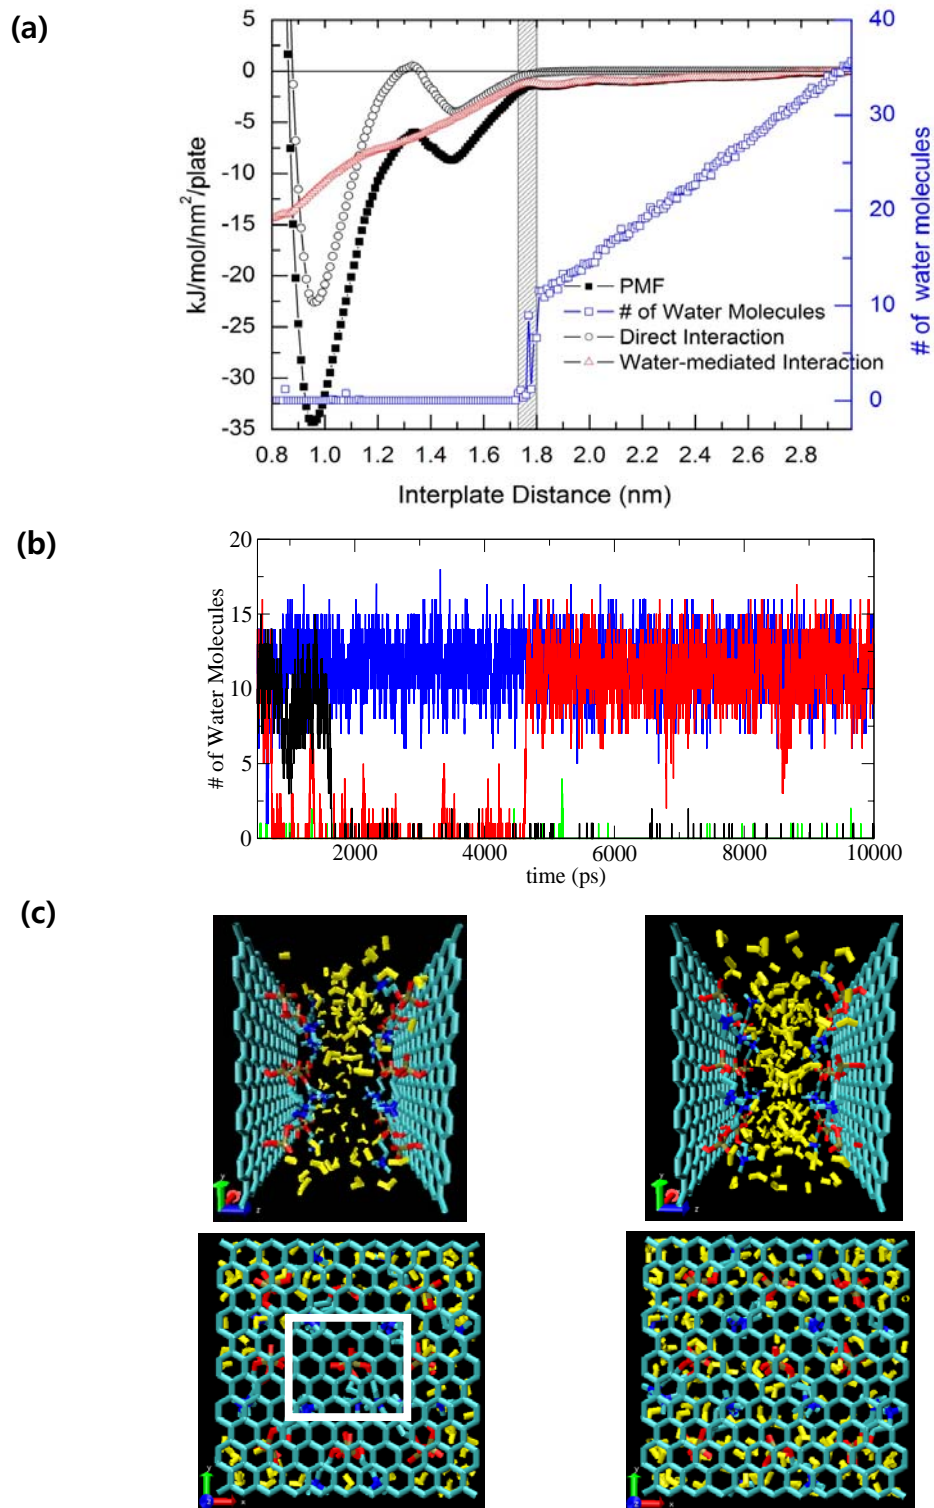 (a)
5
0
-5
-10
-15
-20
-25
-30
-35
kJ/mol/nm²/plate
40
30
20
10
0
# of water molecules
PMF
# of Water Molecules
Direct Interaction
Water-mediated Interaction
0.8 1.0 1.2 1.4 1.6 1.8 2.0 2.2 2.4 2.6 2.8
Interplate Distance (nm)
(b)
20
15
10
5
0
# of Water Molecules
2000 4000 6000 8000 10000
time (ps)
(c)
y
z
y
z
x
x